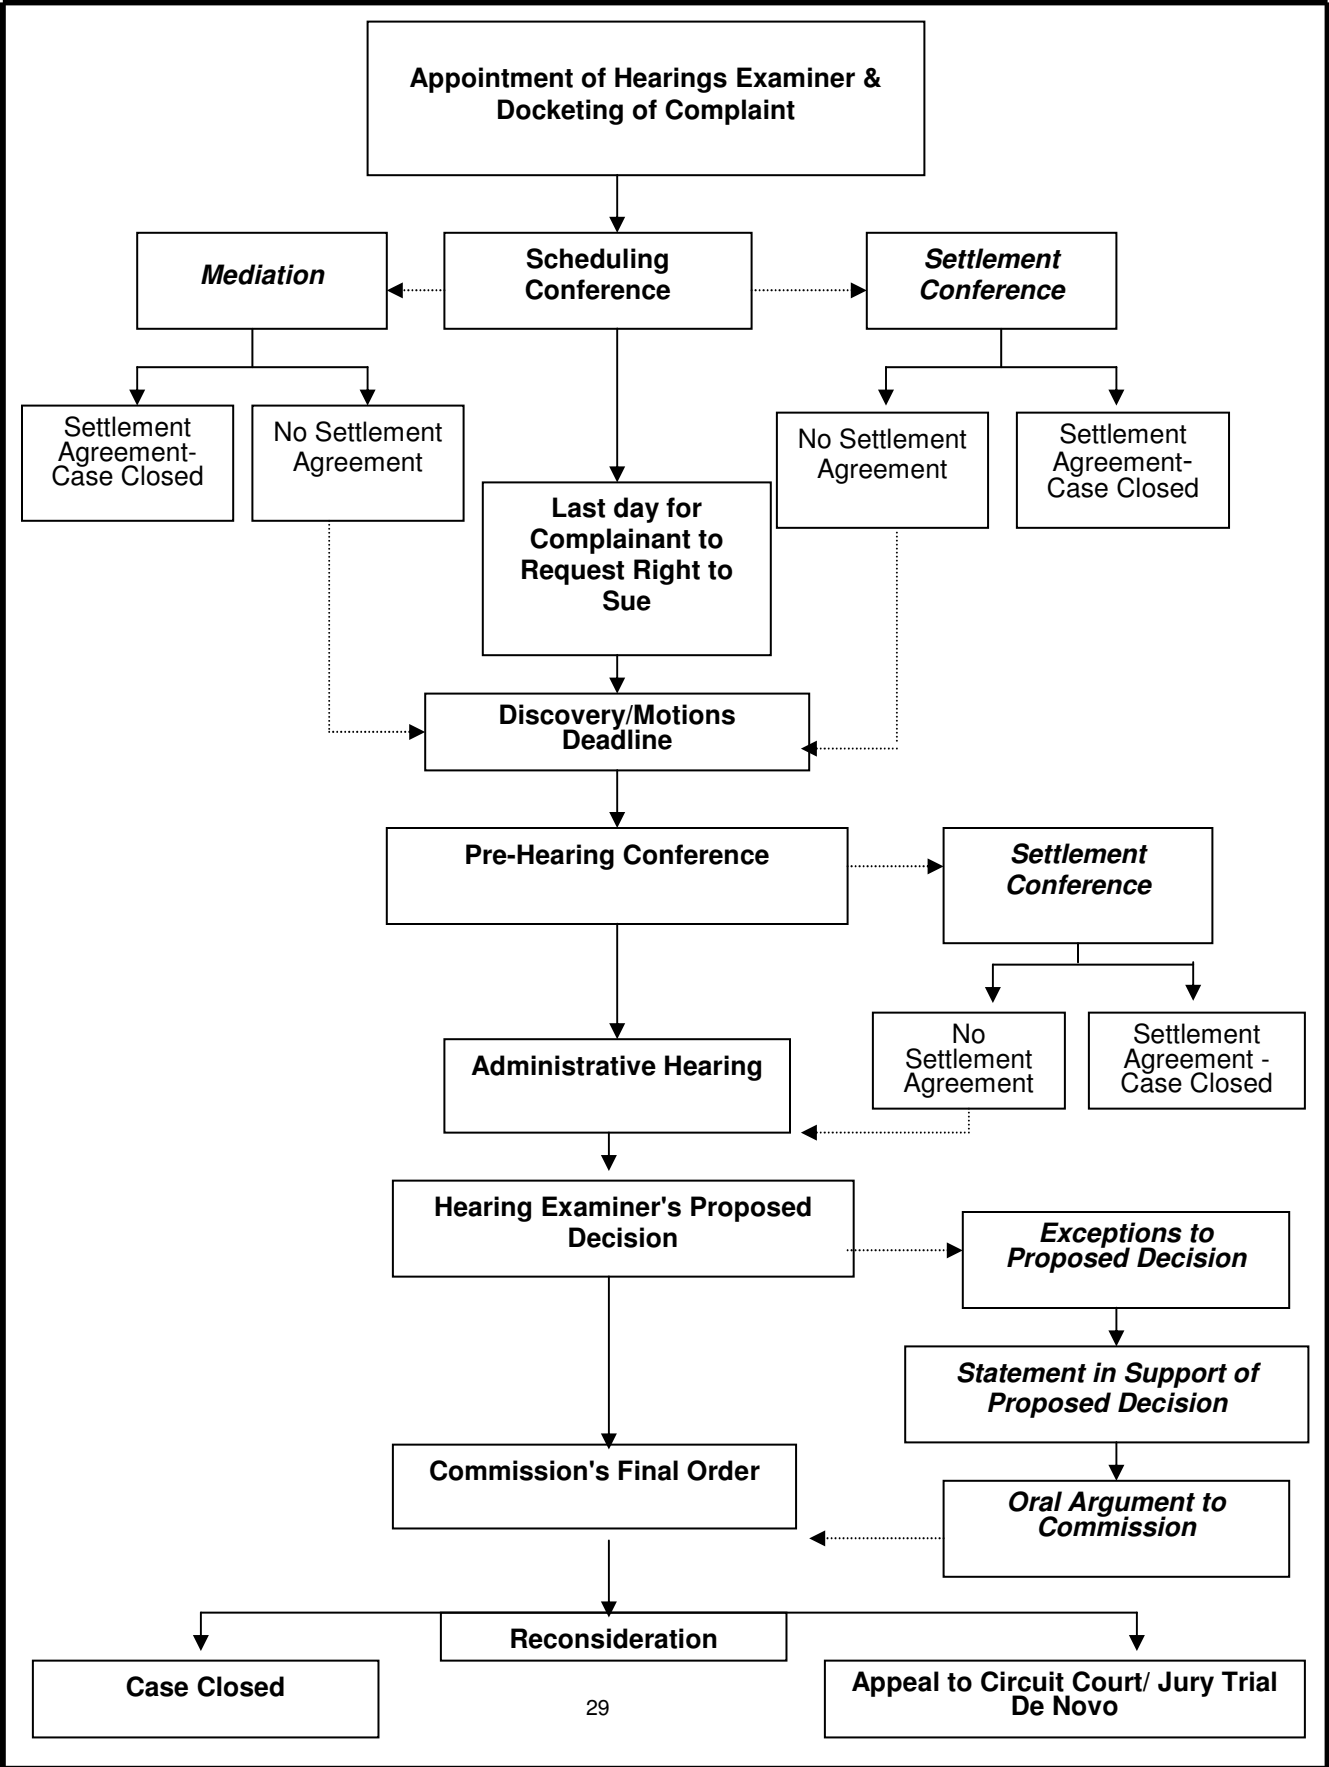 Appointment of Hearings Examiner &
Docketing of Complaint
Mediation
Scheduling
Conference
Settlement
Conference
Settlement
Agreement-
Case Closed
No Settlement
Agreement
No Settlement
Agreement
Settlement
Agreement-
Case Closed
Last day for
Complainant to
Request Right to
Sue
Discovery/Motions
Deadline
Pre-Hearing Conference
Settlement
Conference
No
Settlement
Agreement
Settlement
Agreement -
Case Closed
Administrative Hearing
Hearing Examiner's Proposed
Decision
Exceptions to
Proposed Decision
Statement in Support of
Proposed Decision
Commission's Final Order
Oral Argument to
Commission
Reconsideration
Case Closed
Appeal to Circuit Court/ Jury Trial
De Novo
29